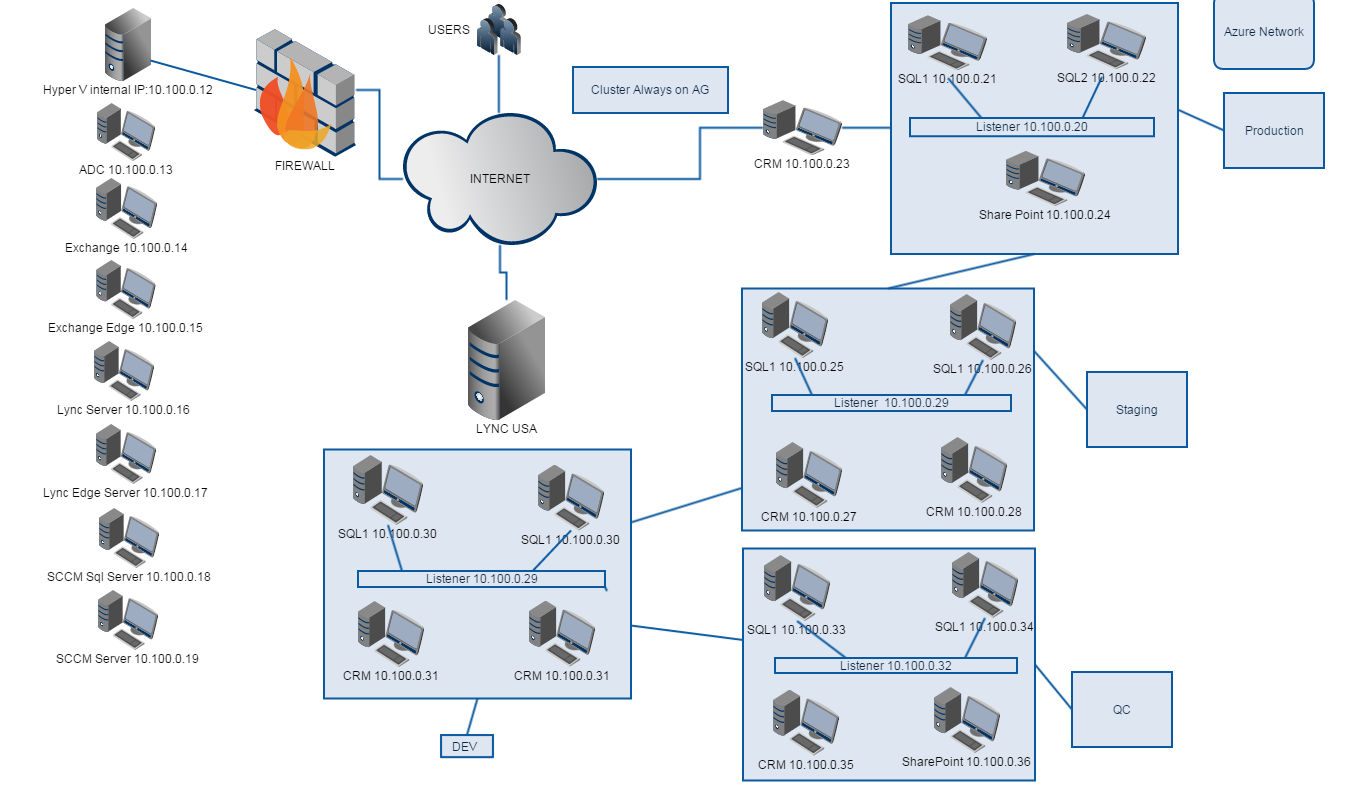 Hyper V internal IP:10.100.0.12
ADC 10.100.0.13
Exchange 10.100.0.14
Exchange Edge 10.100.0.15
Lync Server 10.100.0.16
Lync Edge Server 10.100.0.17
SCCM Sql Server 10.100.0.18
SCCM Server 10.100.0.19
FIREWALL
USERS
INTERNET
LYNC USA
Cluster Always on AG
CRM 10.100.0.23
SQL1 10.100.0.21
SQL2 10.100.0.22
Listener 10.100.0.20
Share Point 10.100.0.24
Azure Network
Production
SQL1 10.100.0.25
SQL1 10.100.0.26
Listener  10.100.0.29
CRM 10.100.0.27
CRM 10.100.0.28
Staging
SQL1 10.100.0.30
SQL1 10.100.0.30
Listener 10.100.0.29
CRM 10.100.0.31
CRM 10.100.0.31
DEV
SQL1 10.100.0.33
SQL1 10.100.0.34
Listener 10.100.0.32
CRM 10.100.0.35
SharePoint 10.100.0.36
QC